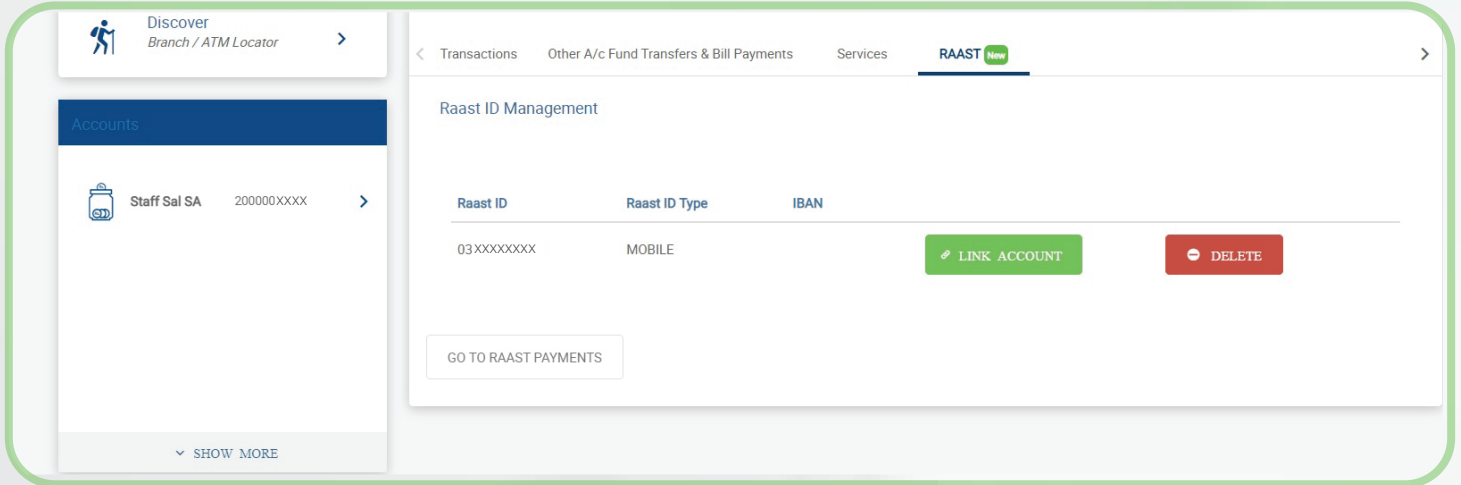 Discover
Branch / ATM Locator
Accounts
Staff Sal SA 200000XXXX
SHOW MORE
Transactions Other A/c Fund Transfers & Bill Payments Services RAAST New
Raast ID Management
Raast ID Raast ID Type IBAN
03XXXXXXXX MOBILE LINK ACCOUNT DELETE
GO TO RAAST PAYMENTS